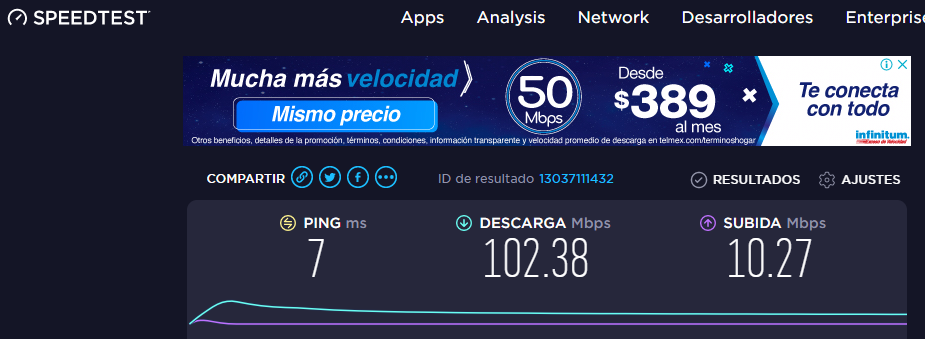 SPEEDTEST
Apps Analysis Network Desarrolladores Enterprise
Mucha más velocidad
Mismo precio
50
Mbps
Desde
$389
al mes
Te conecta
con todo
infinitum.
Otros beneficios, detalles de la promoción, términos, condiciones, información transparente y velocidad promedio de descarga en telmex.com/terminoshogar
COMPARTIR ID de resultado 13037111432 RESULTADOS AJUSTES
PING ms DESCARGA Mbps SUBIDA Mbps
7 102.38 10.27